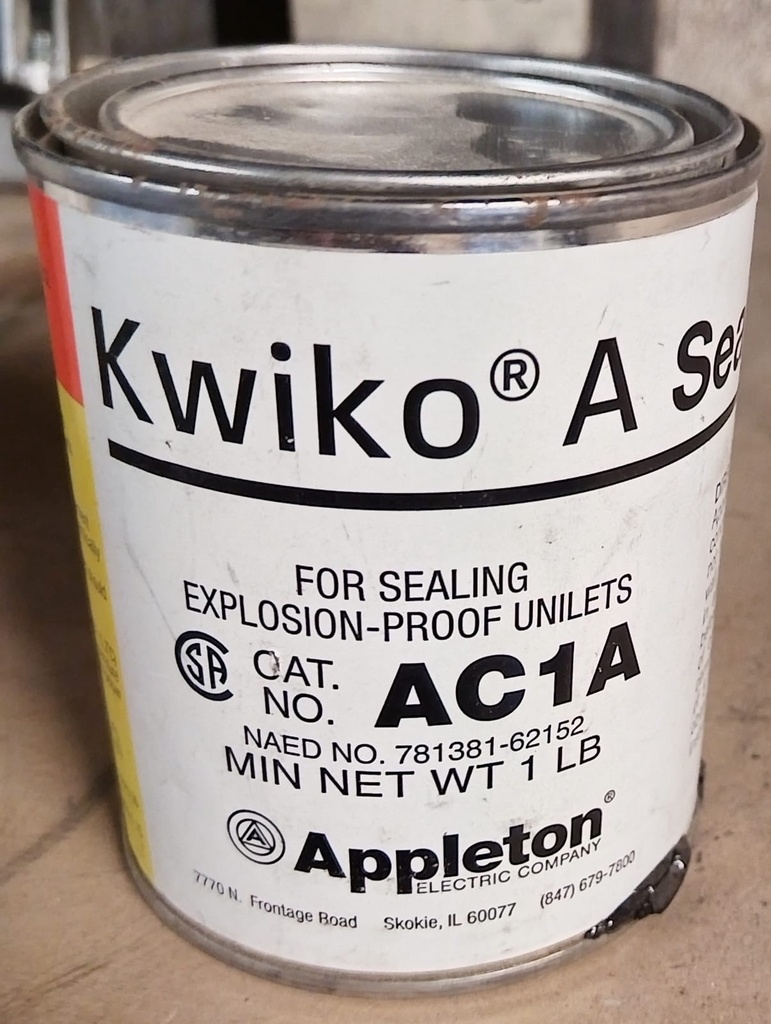 Kwiko® A Sea
FOR SEALING
EXPLOSION-PROOF UNILETS
SA
CAT.
NO. AC1A
NAED NO. 781381-62152
MIN NET WT 1 LB
A Appleton®
ELECTRIC COMPANY
7770 N. Frontage Road Skokie, IL 60077 (847) 679-7800